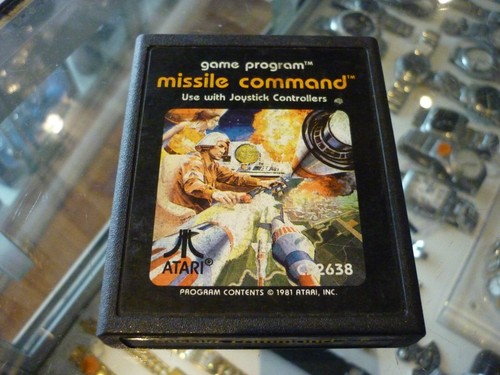 game program™
missile command™
Use with Joystick Controllers
ATARI®
CX2638
PROGRAM CONTENTS © 1981 ATARI, INC.